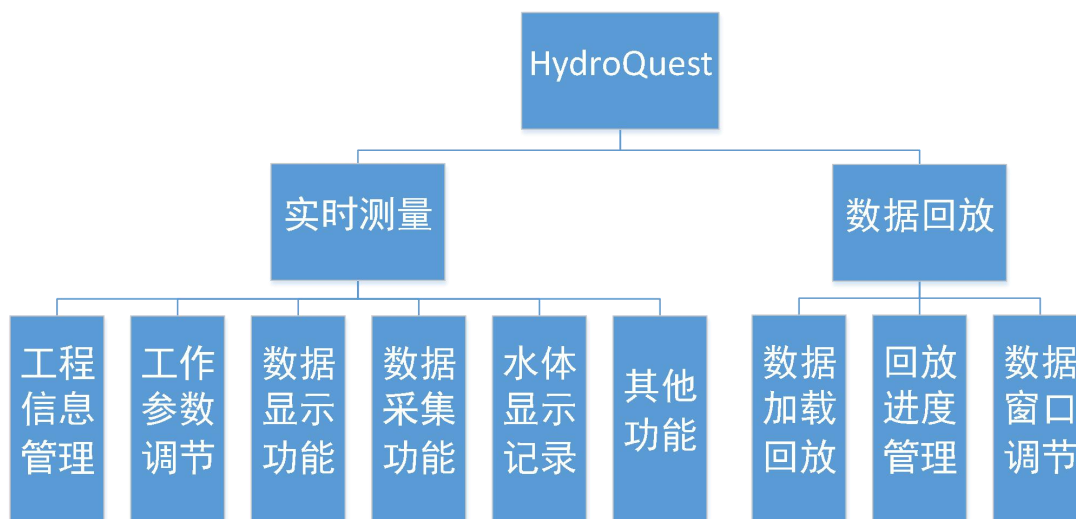 HydroQuest
实时测量
数据回放
工程
信息
管理
工作
参数
调节
数据
显示
功能
数据
采集
功能
水体
显示
记录
其他
功能
数据
加载
回放
回放
进度
管理
数据
窗口
调节